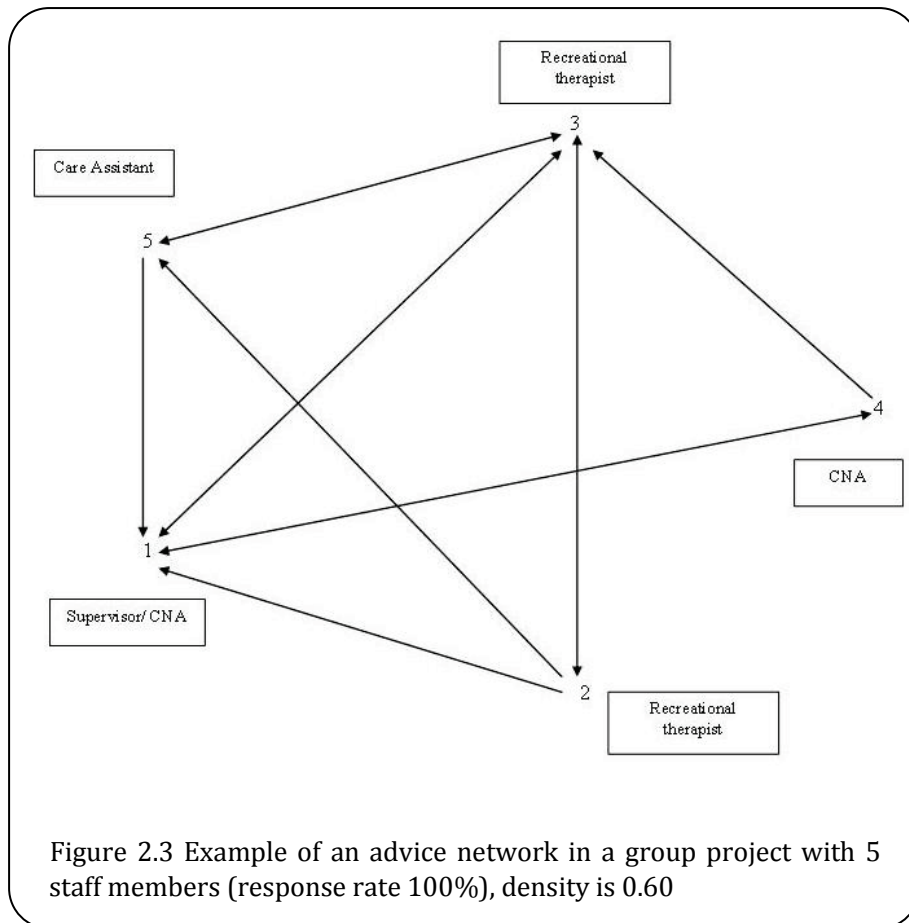 Recreational
therapist
3
Care Assistant
5
4
CNA
1
Supervisor/ CNA
2
Recreational
therapist
Figure 2.3 Example of an advice network in a group project with 5
staff members (response rate 100%), density is 0.60